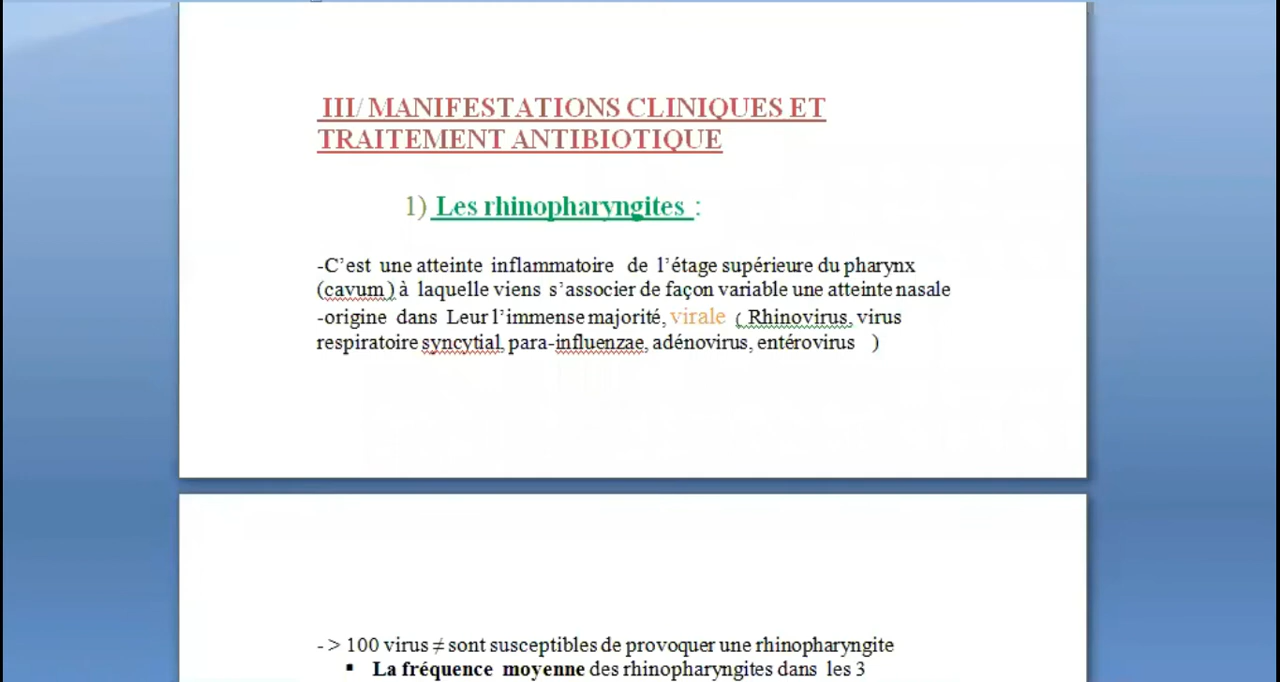 III/ MANIFESTATIONS CLINIQUES ET
TRAITEMENT ANTIBIOTIQUE
1) Les rhinopharyngites :
-C’est une atteinte inflammatoire de l’étage supérieure du pharynx
(cavum ) à laquelle viens s’associer de façon variable une atteinte nasale
-origine dans Leur l’immense majorité, virale ( Rhinovirus, virus
respiratoire syncytial, para-influenzae, adénovirus, entérovirus )
- > 100 virus ≠ sont susceptibles de provoquer une rhinopharyngite
▪ La fréquence moyenne des rhinopharyngites dans les 3